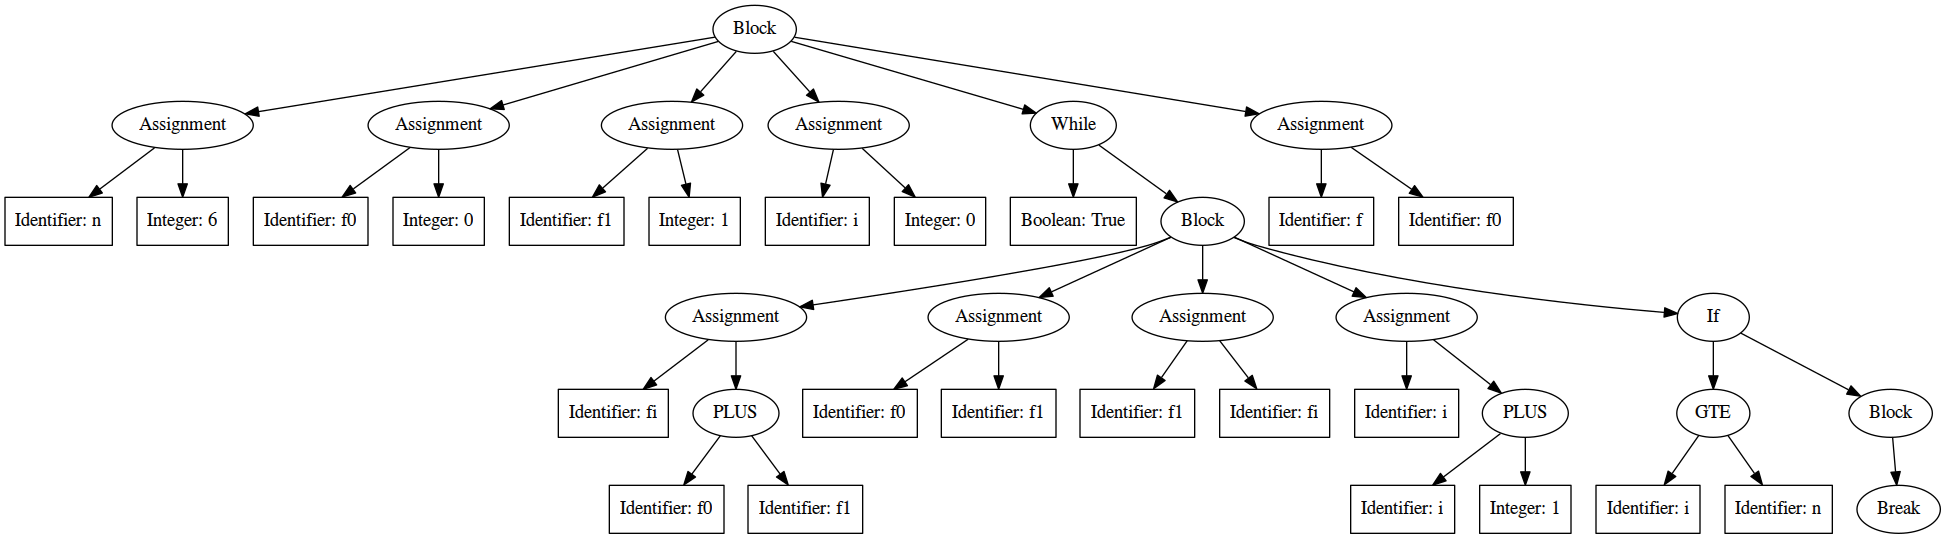 Block
Assignment
Assignment
Assignment
Assignment
While
Assignment
Identifier: n
Integer: 6
Identifier: f0
Integer: 0
Identifier: f1
Integer: 1
Identifier: i
Integer: 0
Boolean: True
Block
Identifier: f
Identifier: f0
Assignment
Assignment
Assignment
Assignment
If
Identifier: fi
PLUS
Identifier: f0
Identifier: f1
Identifier: f1
Identifier: fi
Identifier: i
PLUS
GTE
Block
Identifier: f0
Identifier: f1
Identifier: i
Integer: 1
Identifier: i
Identifier: n
Break